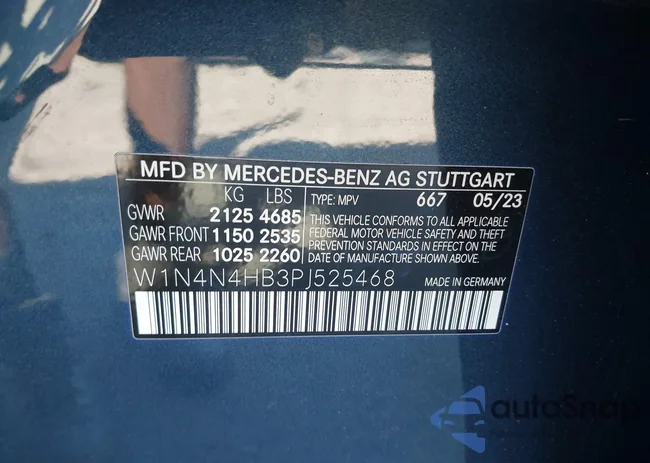 MFD BY MERCEDES-BENZ AG STUTTGART
KG LBS TYPE: MPV 667 05/23
GVWR 2125 4685
GAWR FRONT 1150 2535
GAWR REAR 1025 2260
THIS VEHICLE CONFORMS TO ALL APPLICABLE
FEDERAL MOTOR VEHICLE SAFETY AND THEFT
PREVENTION STANDARDS IN EFFECT ON THE
DATE OF MANUFACTURE SHOWN ABOVE.
W1N4N4HB3PJ525468 MADE IN GERMANY
autoSnap